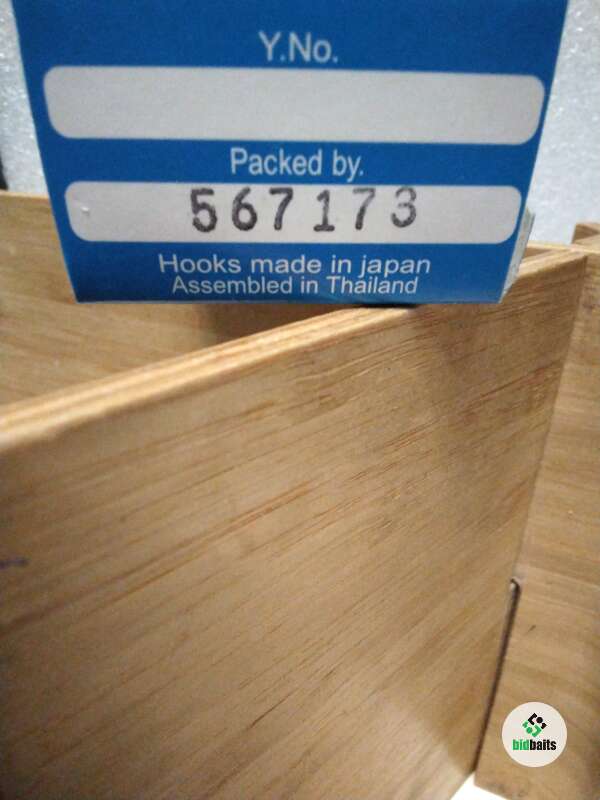 Y.No.
Packed by.
567173
Hooks made in japan
Assembled in Thailand
bidbaits